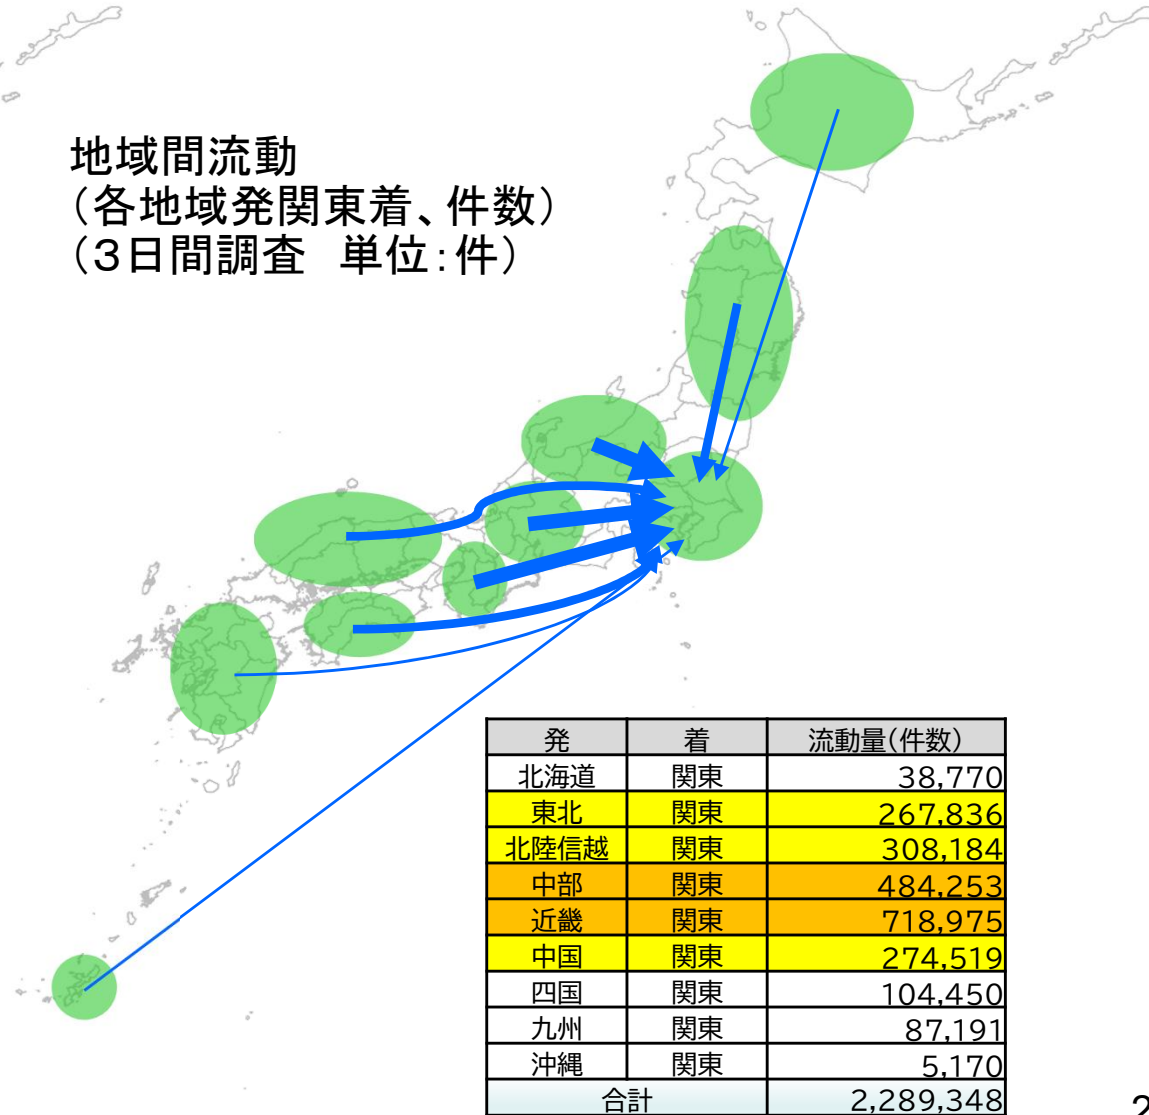 地域間流動
（各地域発関東着、件数）
（３日間調査　単位：件）
発 着 流動量（件数）
北海道 関東 38,770
東北 関東 267,836
北陸信越 関東 308,184
中部 関東 484,253
近畿 関東 718,975
中国 関東 274,519
四国 関東 104,450
九州 関東 87,191
沖縄 関東 5,170
合計 2,289,348
2